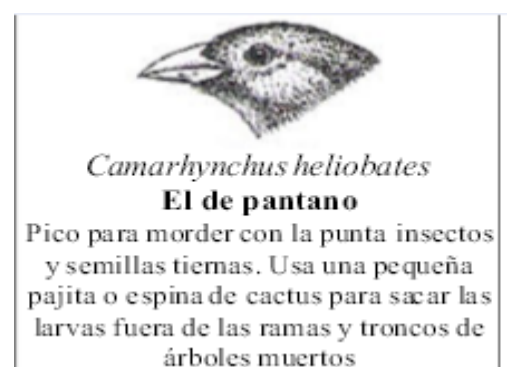 Camarhynchus heliobates
El de pantano
Pico para morder con la punta insectos
y semillas tiernas. Usa una pequeña
pajita o espina de cactus para sacar las
larvas fuera de las ramas y troncos de
árboles muertos